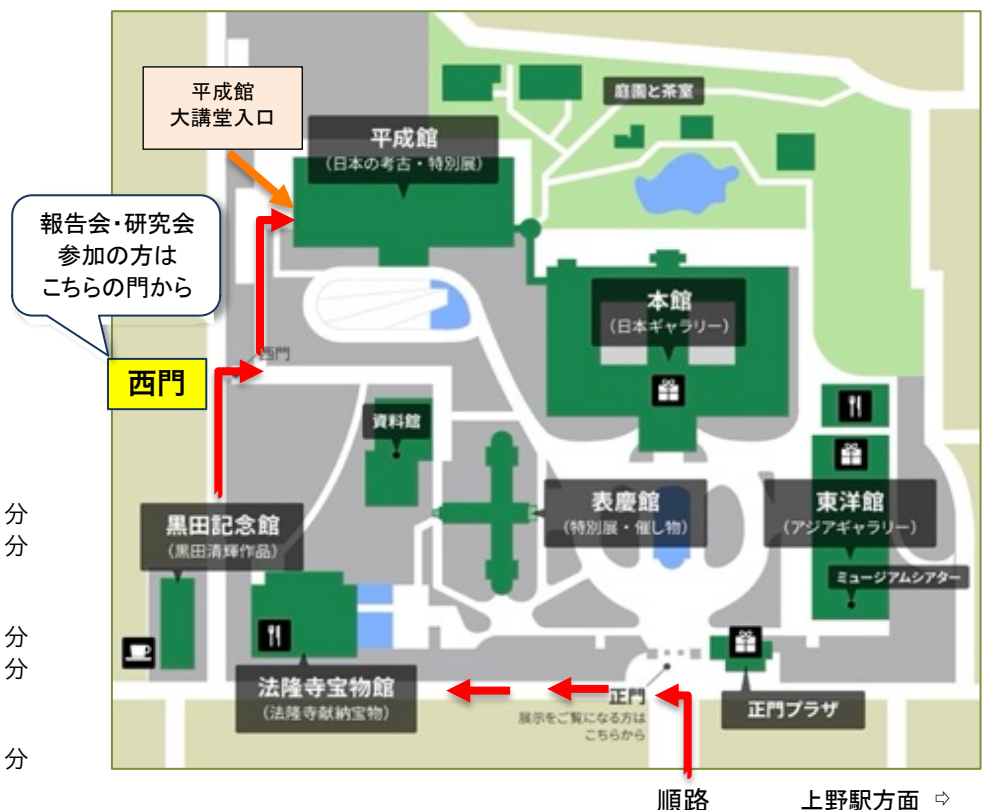 平成館
大講堂入口
庭園と茶室
平成館
（日本の考古・特別展）
報告会・研究会
参加の方は
こちらの門から
本館
（日本ギャラリー）
西門
西門
資料館
表慶館
（特別展・催し物）
東洋館
（アジアギャラリー）
黒田記念館
（黒田清輝作品）
ミュージアムシアター
分
分
分
分
分
法隆寺宝物館
（法隆寺献納宝物）
正門
展示をご覧になる方は
こちらから
正門プラザ
順路
上野駅方面 ⇨